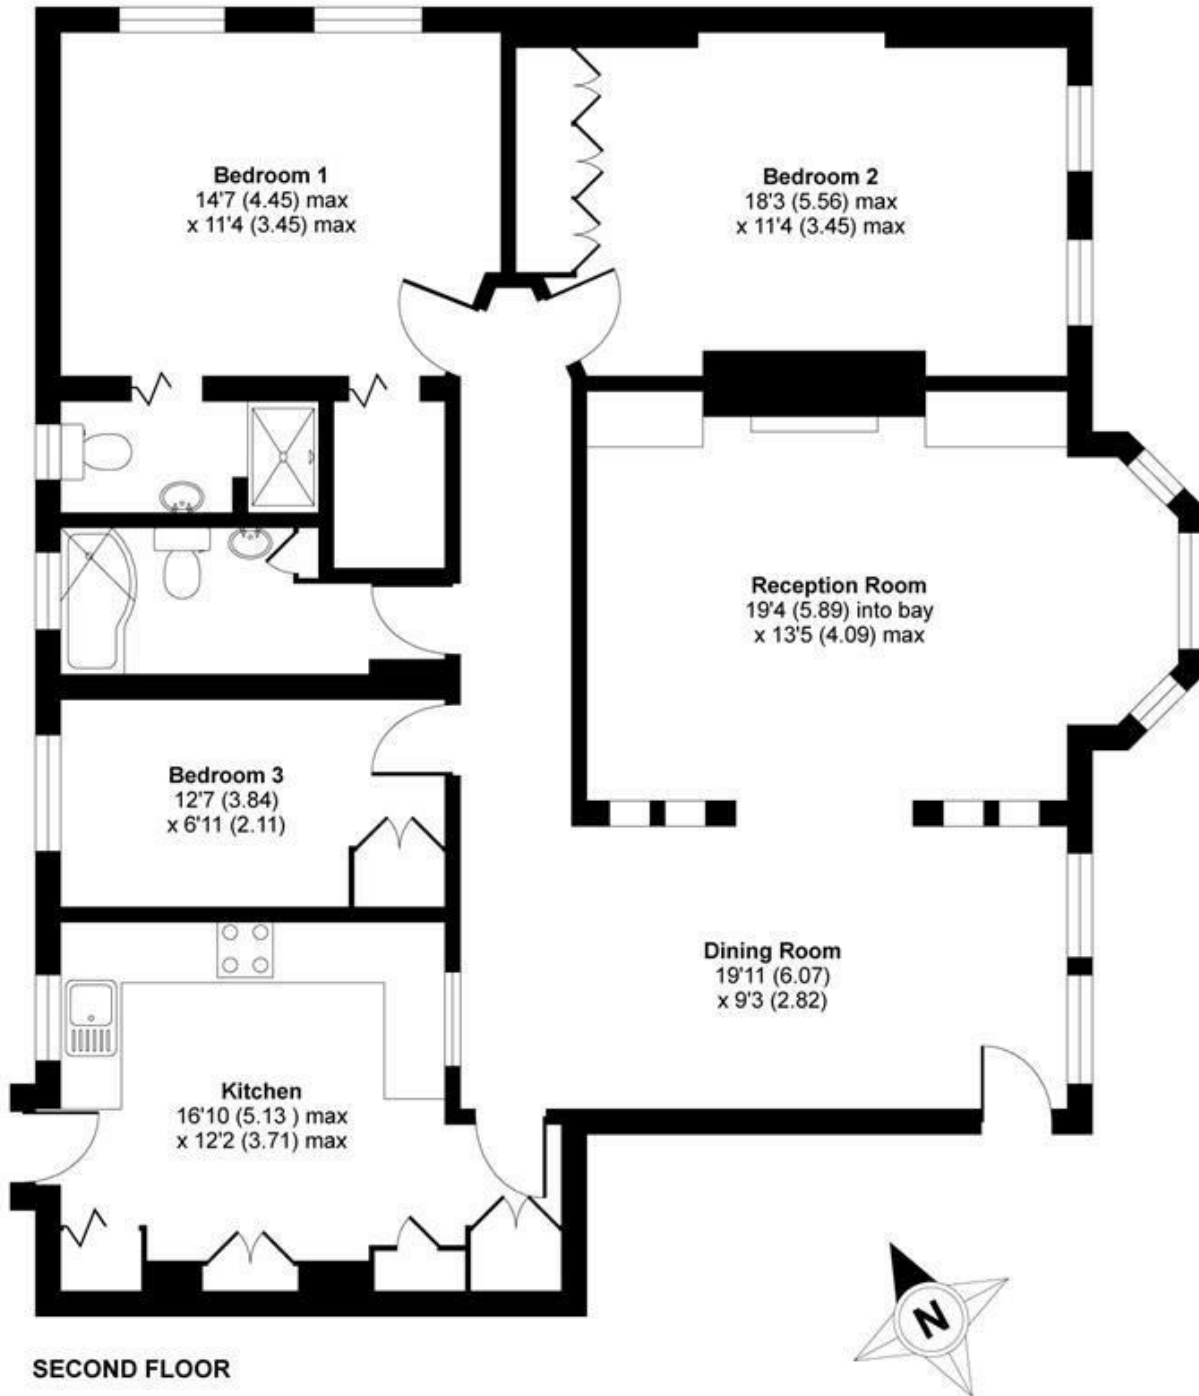 Bedroom 1
14'7 (4.45) max
x 11'4 (3.45) max
Bedroom 2
18'3 (5.56) max
x 11'4 (3.45) max
Reception Room
19'4 (5.89) into bay
x 13'5 (4.09) max
Bedroom 3
12'7 (3.84)
x 6'11 (2.11)
Dining Room
19'11 (6.07)
x 9'3 (2.82)
Kitchen
16'10 (5.13 ) max
x 12'2 (3.71) max
N
SECOND FLOOR